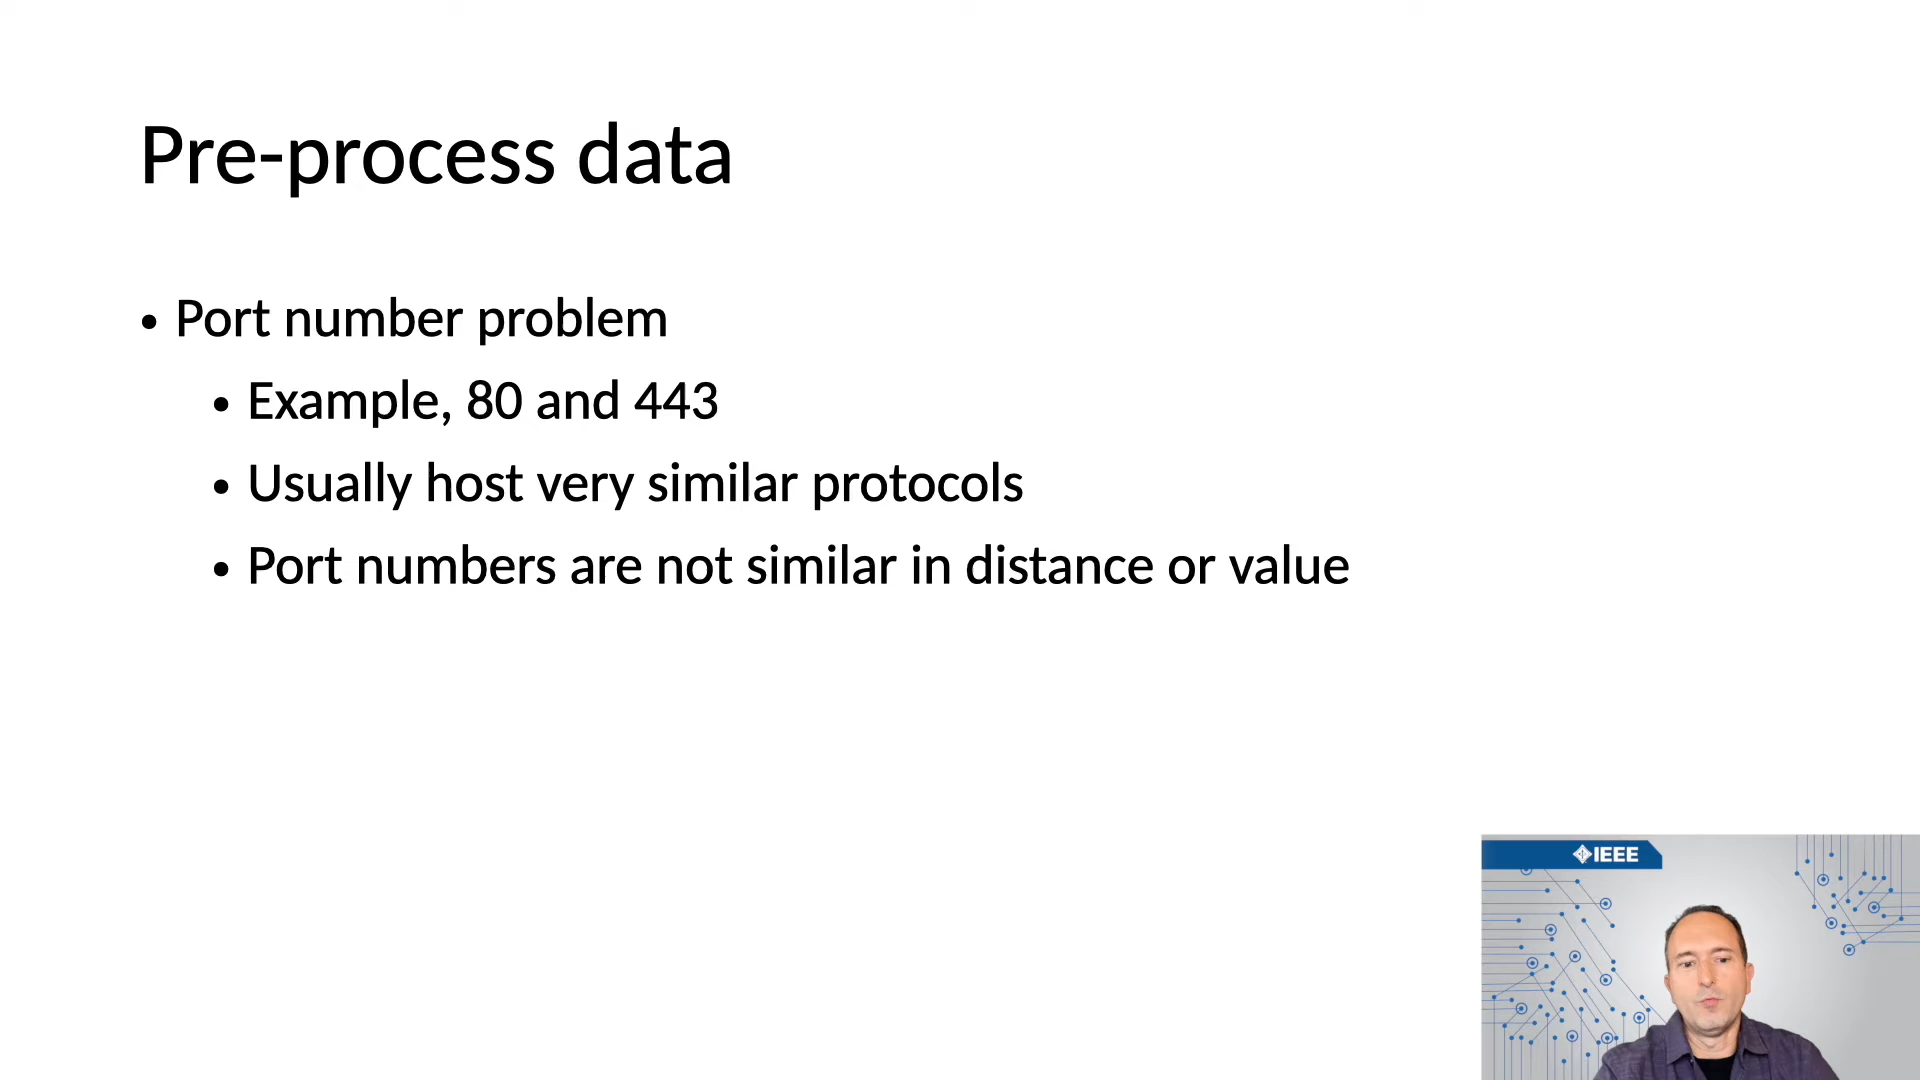 Pre-process data
• Port number problem
• Example, 80 and 443
• Usually host very similar protocols
• Port numbers are not similar in distance or value
IEEE